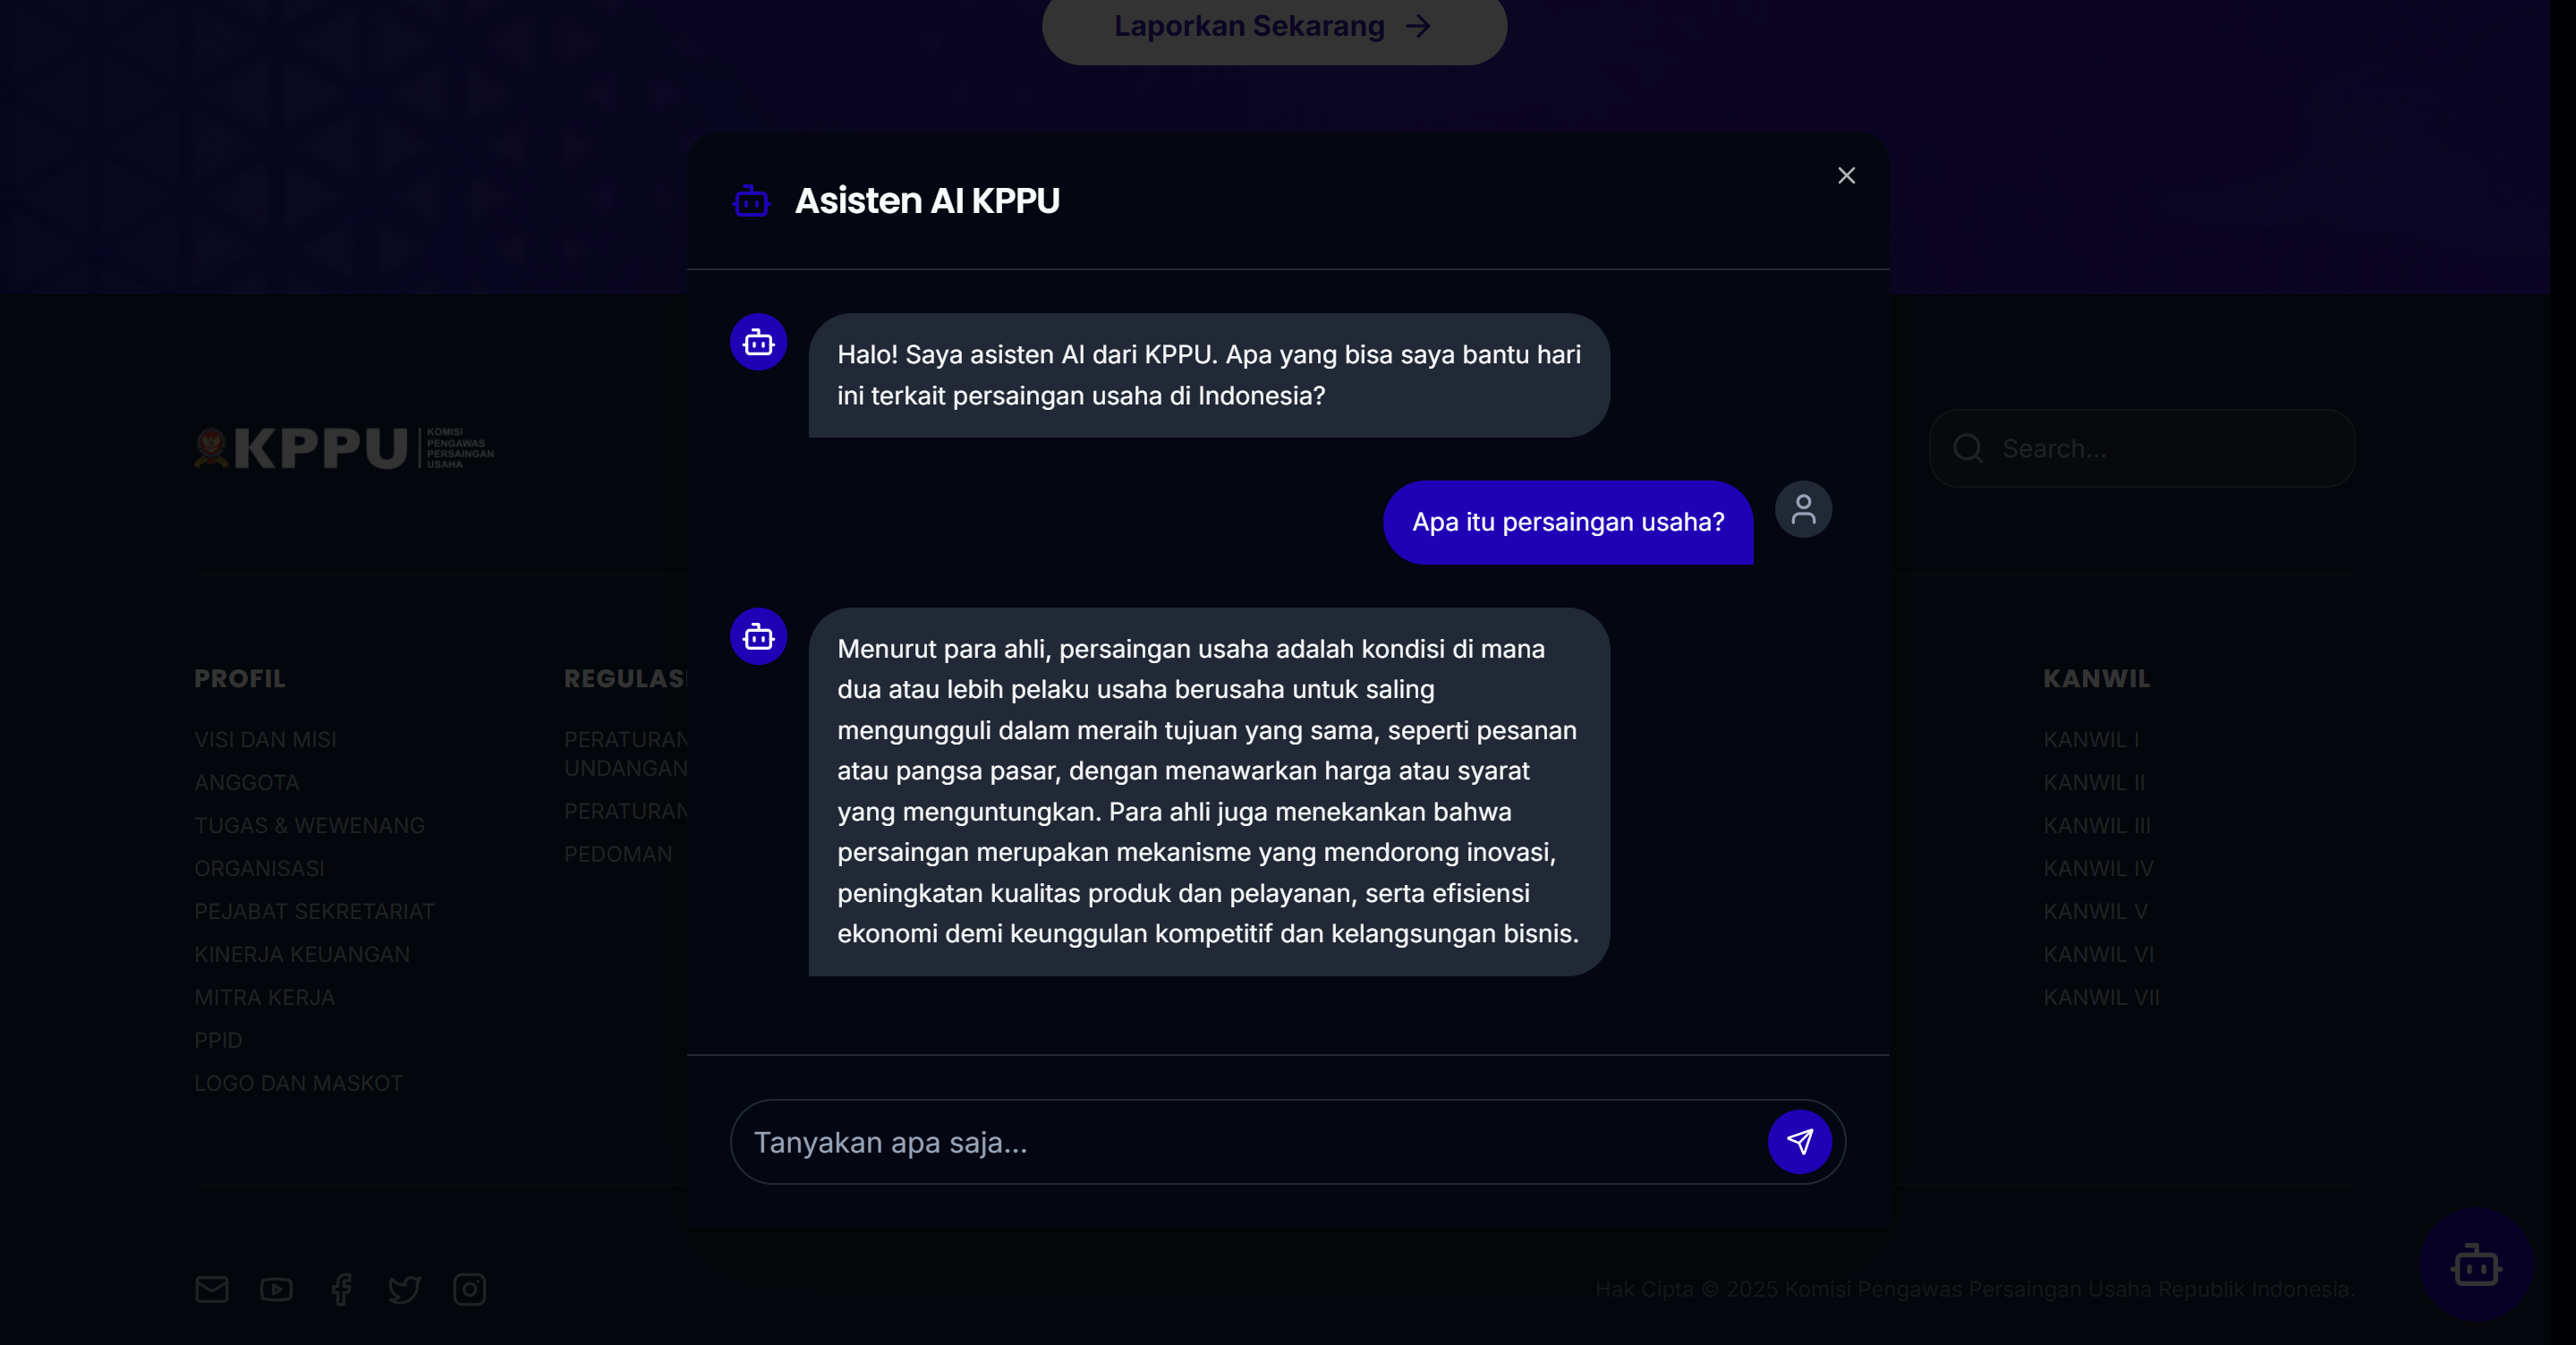 Laporkan Sekarang
Asisten AI KPPU
Halo! Saya asisten AI dari KPPU. Apa yang bisa saya bantu hari
ini terkait persaingan usaha di Indonesia?
Apa itu persaingan usaha?
Menurut para ahli, persaingan usaha adalah kondisi di mana
dua atau lebih pelaku usaha berusaha untuk saling
mengungguli dalam meraih tujuan yang sama, seperti pesanan
atau pangsa pasar, dengan menawarkan harga atau syarat
yang menguntungkan. Para ahli juga menekankan bahwa
persaingan merupakan mekanisme yang mendorong inovasi,
peningkatan kualitas produk dan pelayanan, serta efisiensi
ekonomi demi keunggulan kompetitif dan kelangsungan bisnis.
Tanyakan apa saja...
KPPU
KOMISI
PENGAWAS
PERSAINGAN
USAHA
Search...
PROFIL
VISI DAN MISI
ANGGOTA
TUGAS & WEWENANG
ORGANISASI
PEJABAT SEKRETARIAT
KINERJA KEUANGAN
MITRA KERJA
PPID
LOGO DAN MASKOT
REGULASI
PERATURAN
UNDANGAN
PERATURAN
PEDOMAN
KANWIL
KANWIL I
KANWIL II
KANWIL III
KANWIL IV
KANWIL V
KANWIL VI
KANWIL VII
Hak Cipta © 2025 Komisi Pengawas Persaingan Usaha Republik Indonesia.